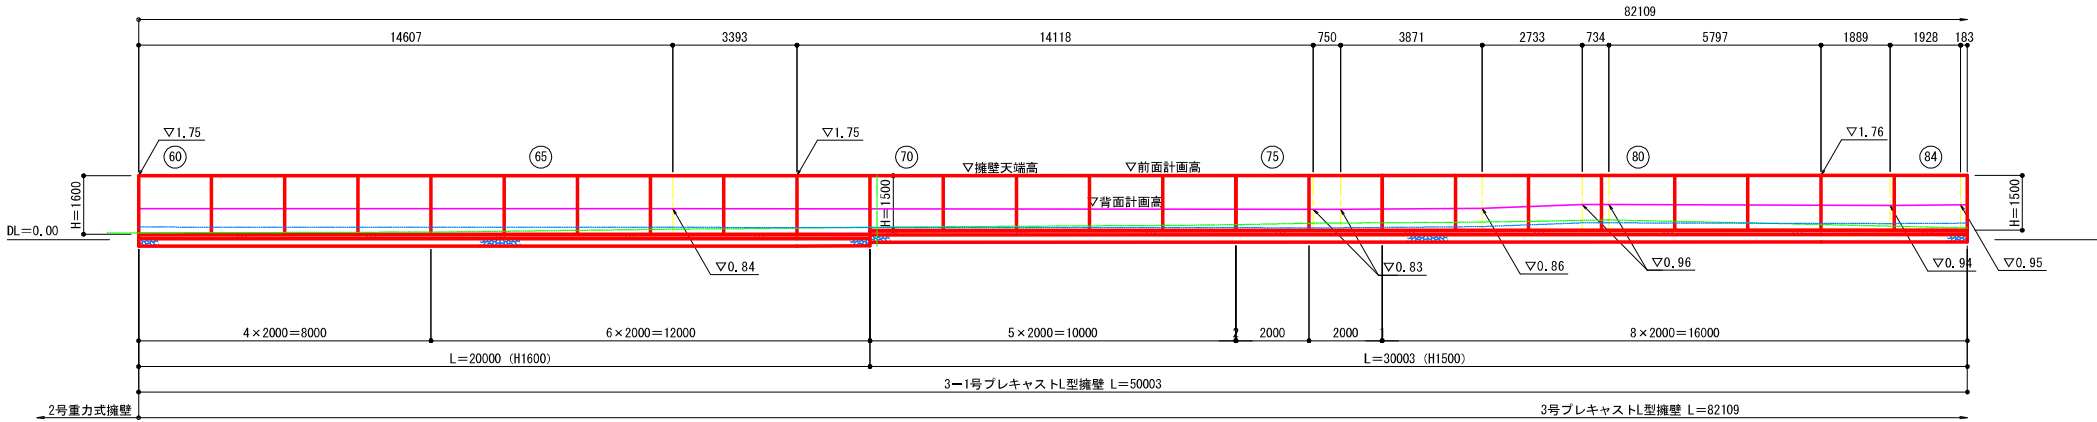 82109
14607 3393 14118 750 3871 2733 734 5797 1889 1928 183
▽1.75 ▽1.75 ▽1.76
60 65 70 75 80 84
▽擁壁天端高 ▽前面計画高
H=1600 H=1500 H=1500
▽背面計画高
DL=0.00
▽0.84 ▽0.83 ▽0.86 ▽0.96 ▽0.94 ▽0.95
4×2000=8000 6×2000=12000 5×2000=10000 2 2000 2000 1 8×2000=16000
L=20000 (H1600) L=30003 (H1500)
3ー1号プレキャストL型擁壁 L=50003
2号重力式擁壁 3号プレキャストL型擁壁 L=82109